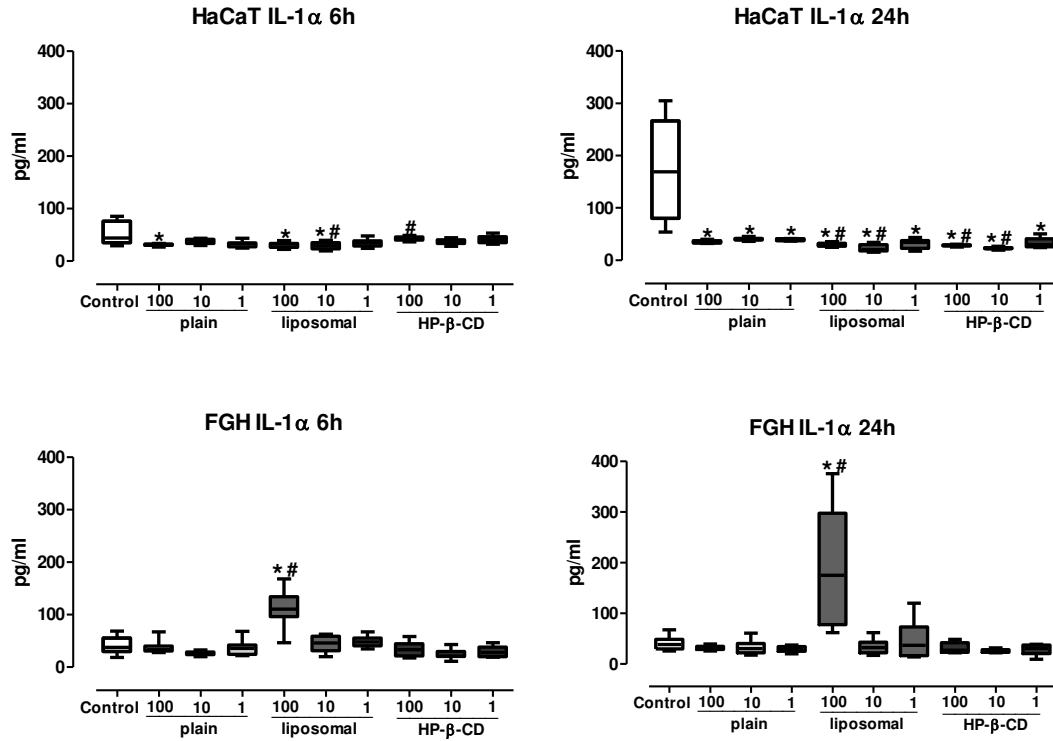 HaCaT IL-1α 6h
400
300
200
100
0
pg/ml
* * *# #
Control 100 10 1 100 10 1 100 10 1
plain liposomal HP-β-CD
HaCaT IL-1α 24h
400
300
200
100
0
pg/ml
* * * *# *# * *# *# *
Control 100 10 1 100 10 1 100 10 1
plain liposomal HP-β-CD
FGH IL-1α 6h
400
300
200
100
0
pg/ml
*#
Control 100 10 1 100 10 1 100 10 1
plain liposomal HP-β-CD
FGH IL-1α 24h
400
300
200
100
0
pg/ml
*#
Control 100 10 1 100 10 1 100 10 1
plain liposomal HP-β-CD